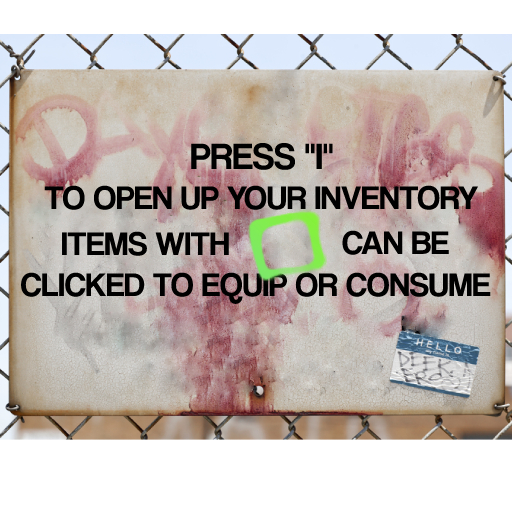 PRESS "I"
TO OPEN UP YOUR INVENTORY
ITEMS WITH CAN BE
CLICKED TO EQUIP OR CONSUME
HELLO